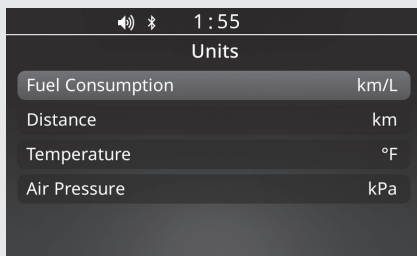 1:55
Units
Fuel Consumption km/L
Distance km
Temperature °F
Air Pressure kPa